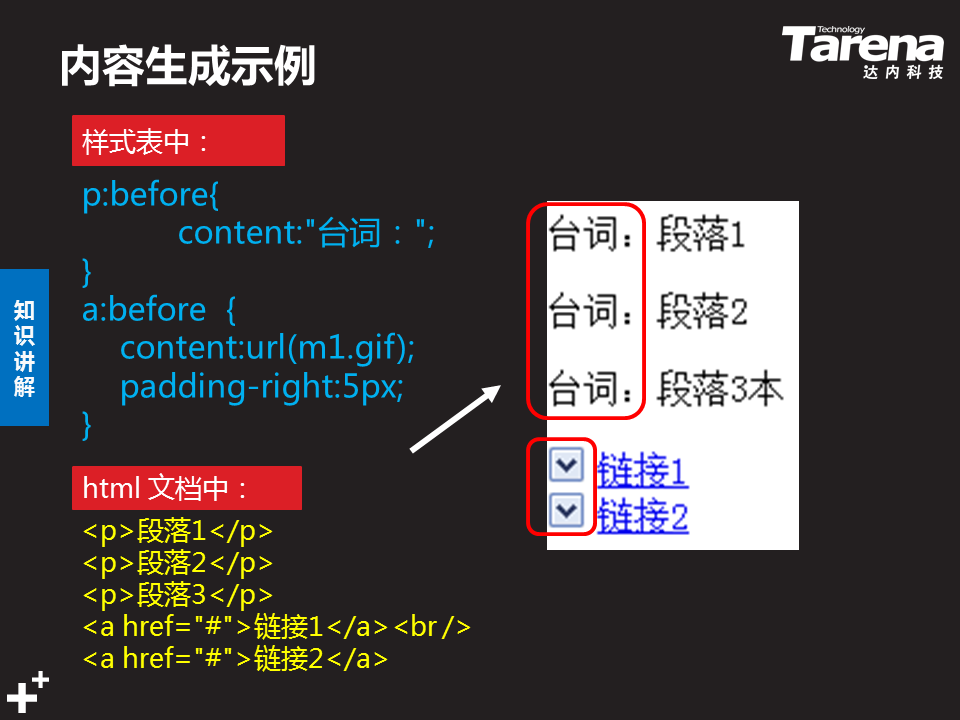 内容生成示例
Technology
Tarena
达内科技
样式表中：
p:before{
content:"台词：";
}
a:before {
content:url(m1.gif);
padding-right:5px;
}
知识讲解
html 文档中：
<p>段落1</p>
<p>段落2</p>
<p>段落3</p>
<a href="#">链接1</a><br />
<a href="#">链接2</a>
台词：段落1
台词：段落2
台词：段落3本
链接1
链接2